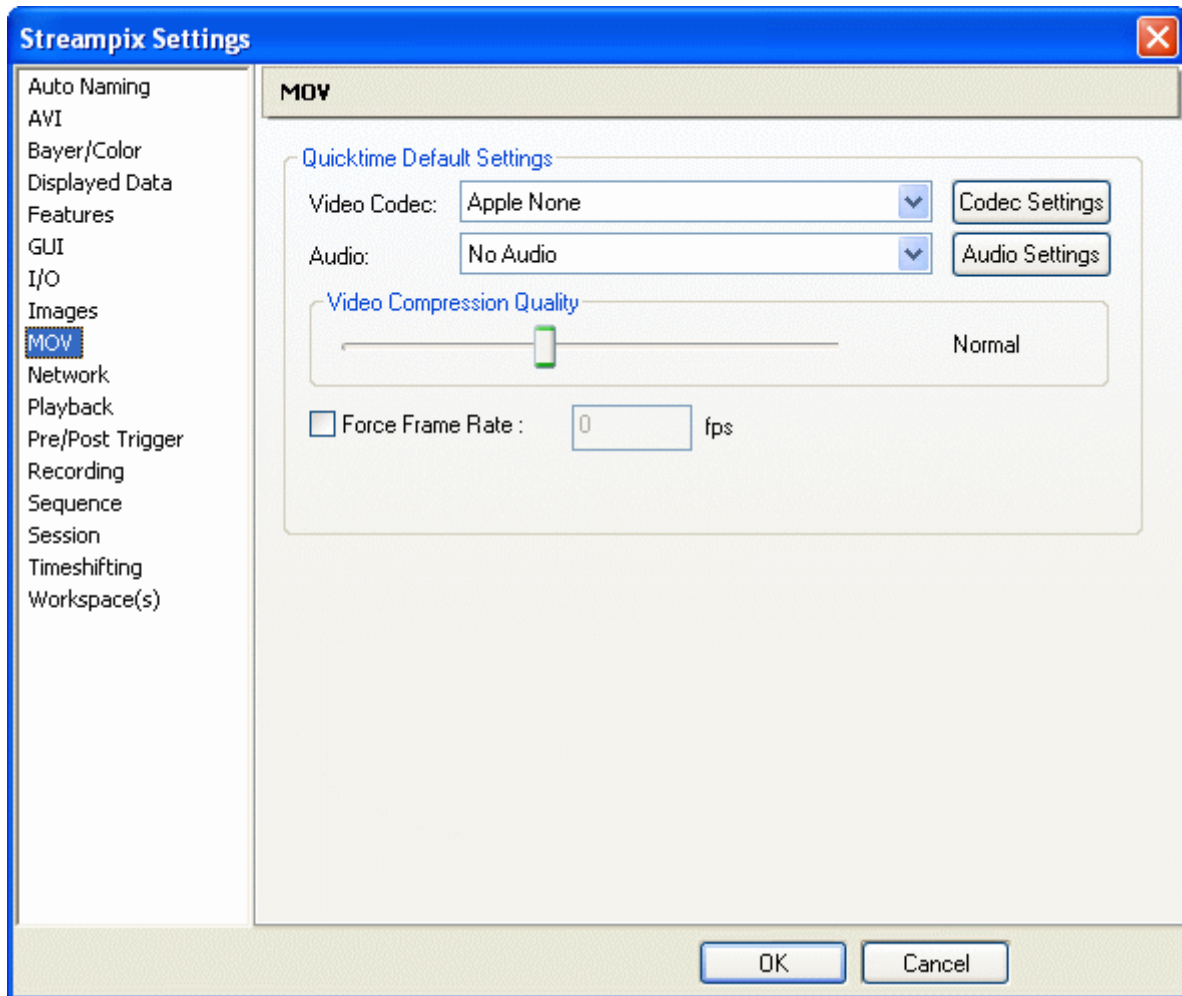 Streampix Settings
Auto Naming
AVI
Bayer/Color
Displayed Data
Features
GUI
I/O
Images
MOV
Network
Playback
Pre/Post Trigger
Recording
Sequence
Session
Timeshifting
Workspace(s)
MOV
Quicktime Default Settings
Video Codec: Apple None Codec Settings
Audio: No Audio Audio Settings
Video Compression Quality
Normal
Force Frame Rate : 0 fps
OK Cancel